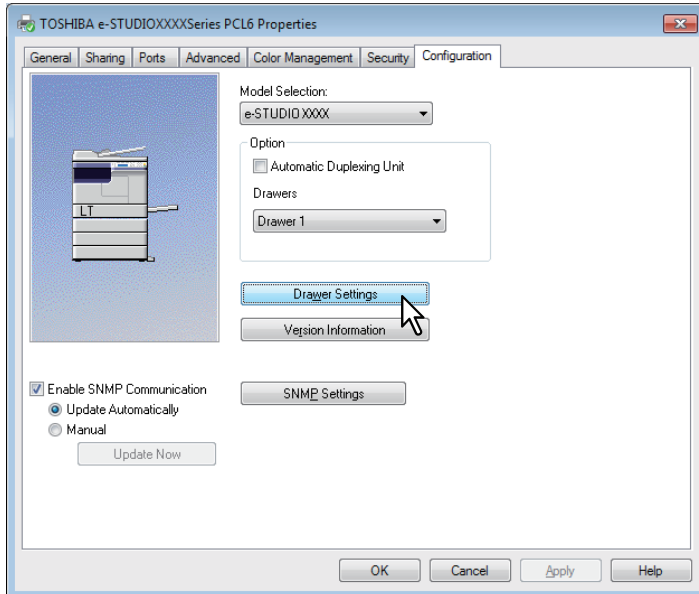 TOSHIBA e-STUDIOXXXXSeries PCL6 Properties
General Sharing Ports Advanced Color Management Security Configuration
Model Selection:
e-STUDIO XXXX
Option
Automatic Duplexing Unit
Drawers
Drawer 1
LT
Drawer Settings
Version Information
Enable SNMP Communication
SNMP Settings
Update Automatically
Manual
Update Now
OK Cancel Apply Help